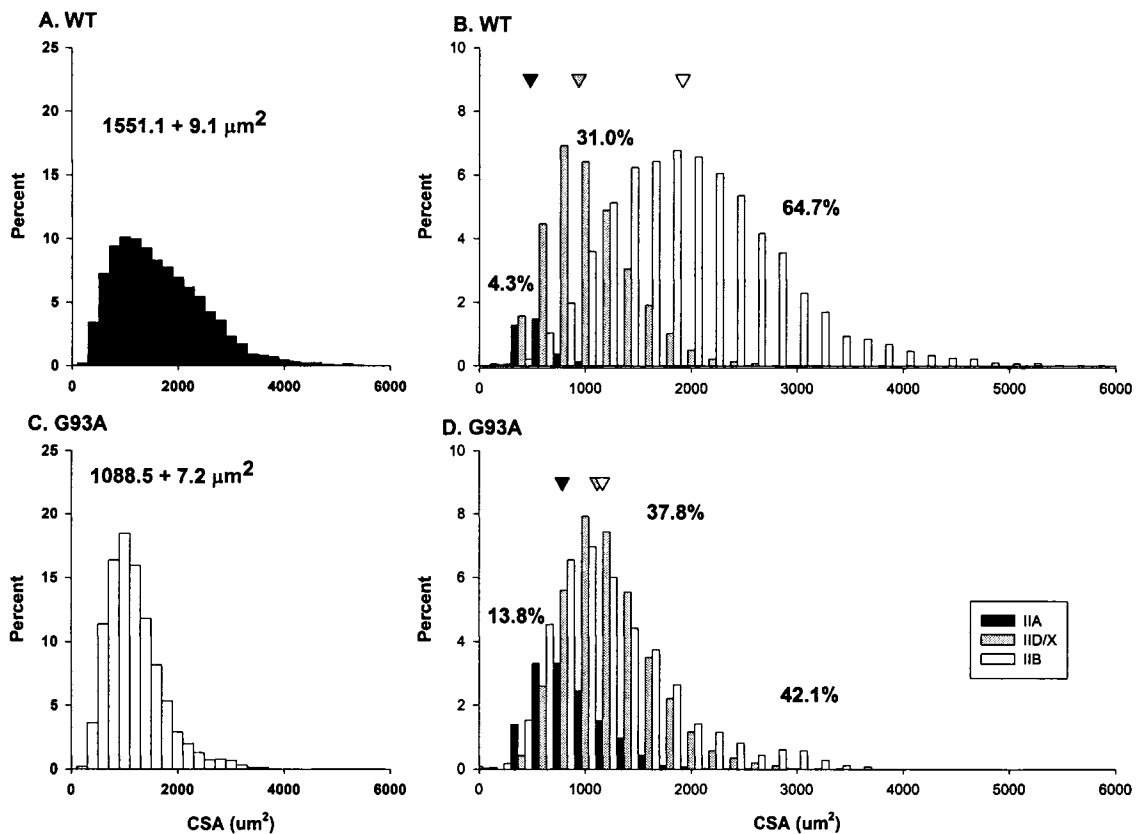 A. WT
25
20
15
10
5
0
Percent
1551.1 + 9.1 μm²
0 2000 4000 6000
B. WT
10
8
6
4
2
0
Percent
4.3%
31.0%
64.7%
0 1000 2000 3000 4000 5000 6000
C. G93A
25
20
15
10
5
0
Percent
1088.5 + 7.2 μm²
0 2000 4000 6000
CSA (um²)
D. G93A
10
8
6
4
2
0
Percent
13.8%
37.8%
42.1%
IIA
IID/X
IIB
0 1000 2000 3000 4000 5000 6000
CSA (um²)